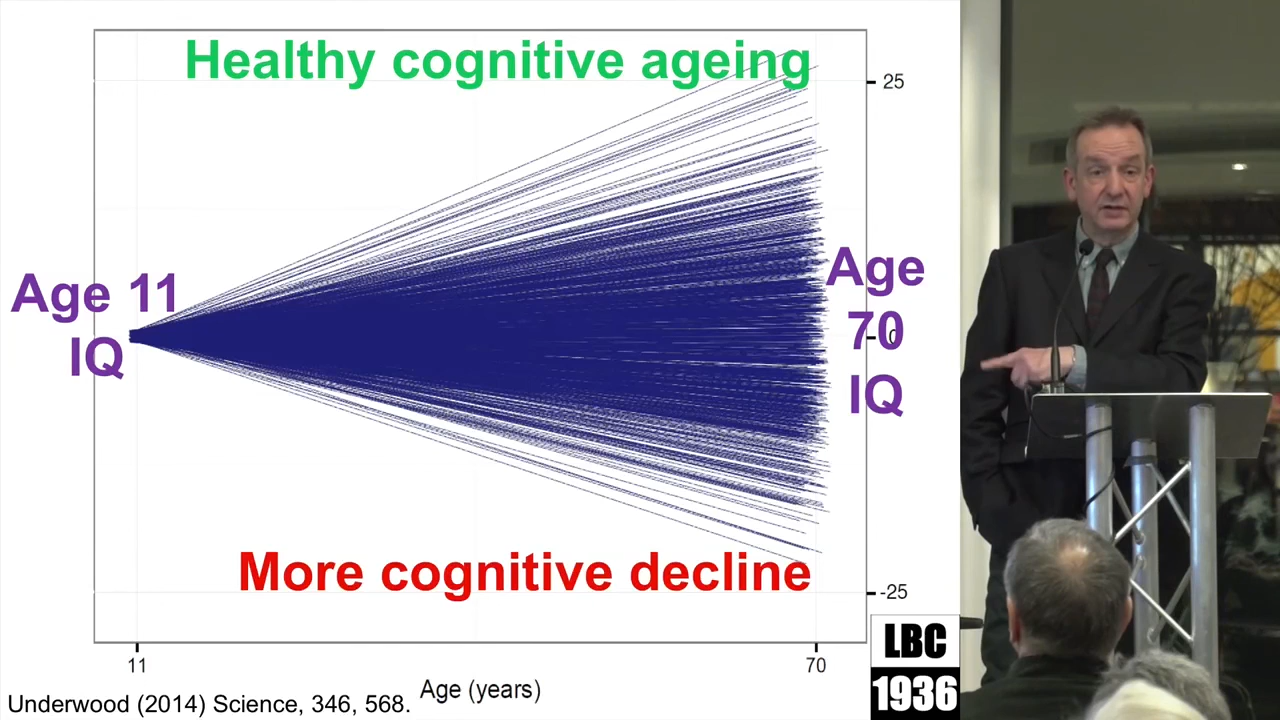 Healthy cognitive ageing
25
Age 11
IQ
Age
70
IQ
0
More cognitive decline
-25
11
70
Age (years)
Underwood (2014) Science, 346, 568.
LBC
1936